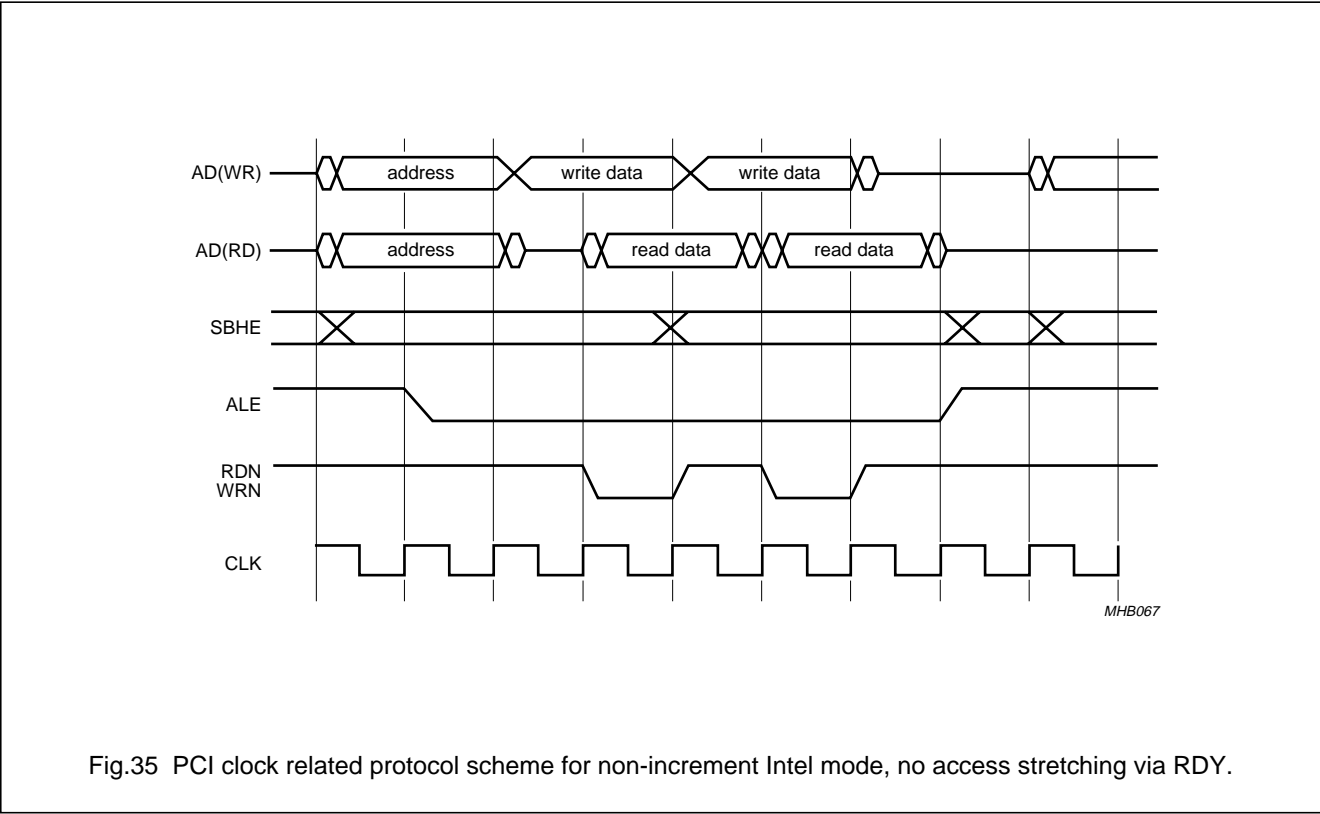 AD(WR) address write data write data
AD(RD) address read data read data
SBHE
ALE
RDN
WRN
CLK
MHB067
Fig.35 PCI clock related protocol scheme for non-increment Intel mode, no access stretching via RDY.